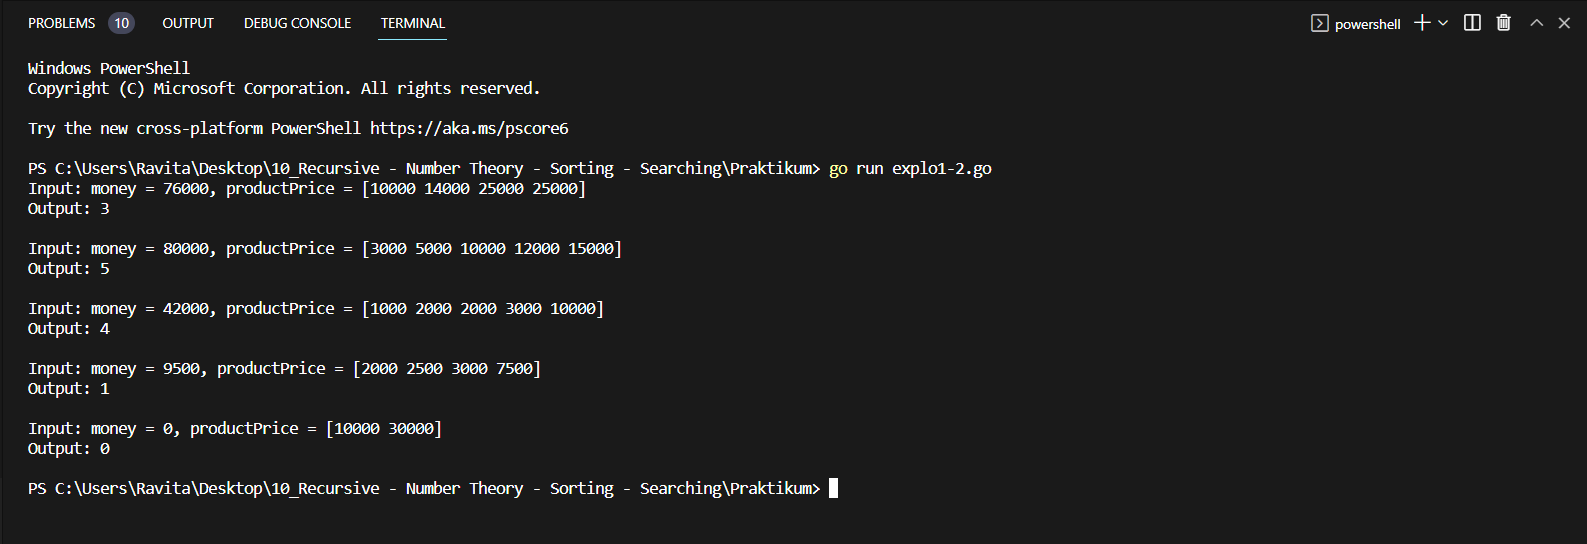 PROBLEMS 10 OUTPUT DEBUG CONSOLE TERMINAL powershell
Windows PowerShell
Copyright (C) Microsoft Corporation. All rights reserved.
Try the new cross-platform PowerShell https://aka.ms/pscore6
PS C:\Users\Ravita\Desktop\10_Recursive - Number Theory - Sorting - Searching\Praktikum> go run explo1-2.go
Input: money = 76000, productPrice = [10000 14000 25000 25000]
Output: 3
Input: money = 80000, productPrice = [3000 5000 10000 12000 15000]
Output: 5
Input: money = 42000, productPrice = [1000 2000 2000 3000 10000]
Output: 4
Input: money = 9500, productPrice = [2000 2500 3000 7500]
Output: 1
Input: money = 0, productPrice = [10000 30000]
Output: 0
PS C:\Users\Ravita\Desktop\10_Recursive - Number Theory - Sorting - Searching\Praktikum>